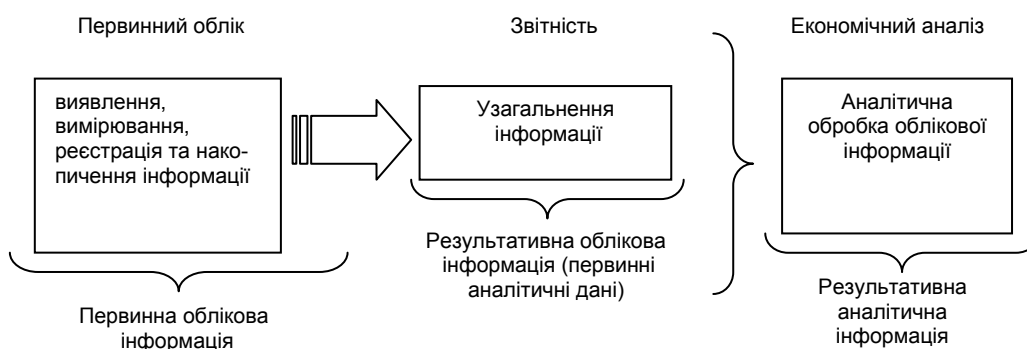 Первинний облік
Звітність
Економічний аналіз
виявлення,
вимірювання,
реєстрація та нако-
пичення інформації
Узагальнення
інформації
Аналітична
обробка облікової
інформації
Результативна облікова
інформація (первинні
аналітичні дані)
Первинна облікова
інформація
Результативна
аналітична
інформація